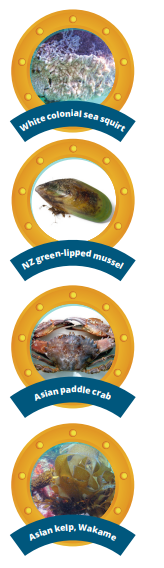 White colonial sea squirt
NZ green-lipped mussel
Asian paddle crab
Asian kelp, Wakame